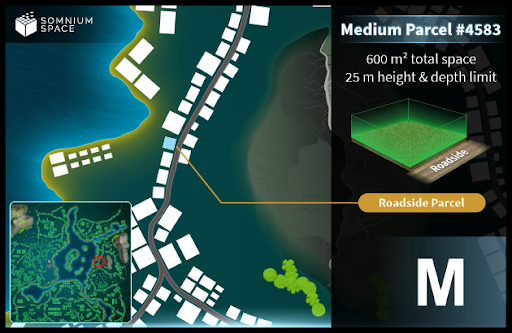 SOMNIUM
SPACE
Medium Parcel #4583
600 m² total space
25 m height & depth limit
Roadside
Roadside Parcel
M